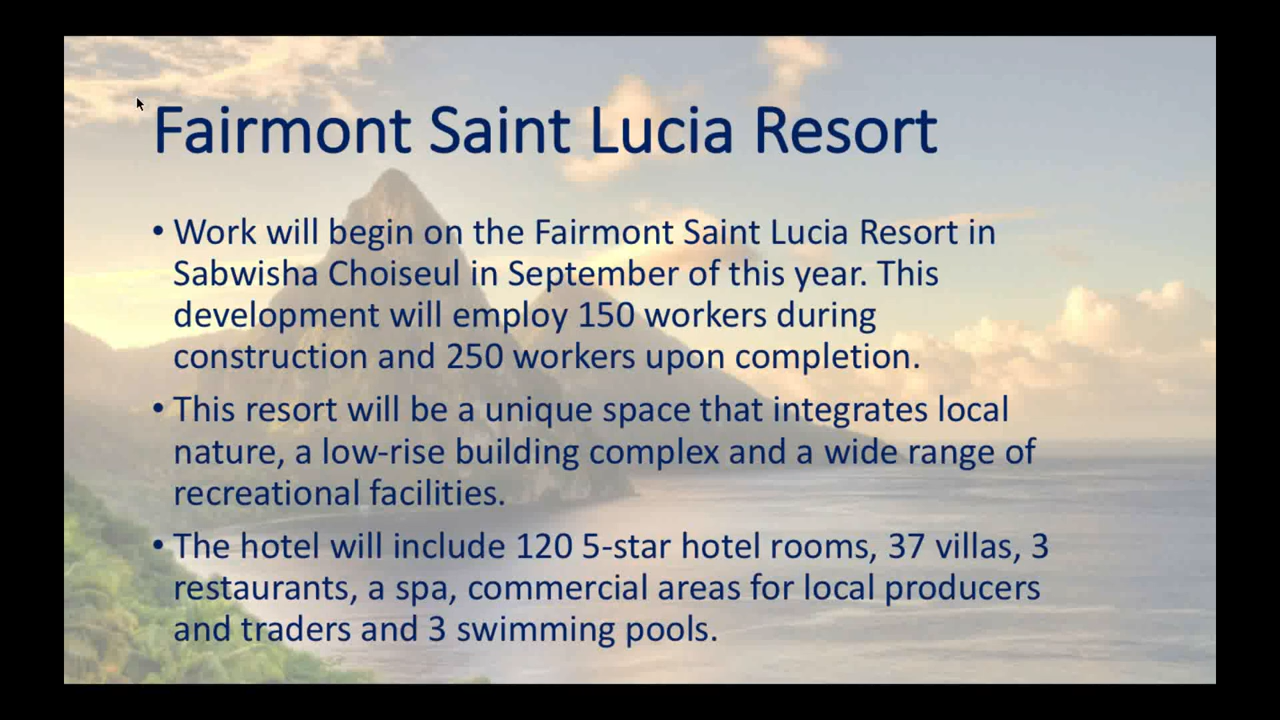 Fairmont Saint Lucia Resort
• Work will begin on the Fairmont Saint Lucia Resort in
Sabwisha Choiseul in September of this year. This
development will employ 150 workers during
construction and 250 workers upon completion.
• This resort will be a unique space that integrates local
nature, a low-rise building complex and a wide range of
recreational facilities.
• The hotel will include 120 5-star hotel rooms, 37 villas, 3
restaurants, a spa, commercial areas for local producers
and traders and 3 swimming pools.